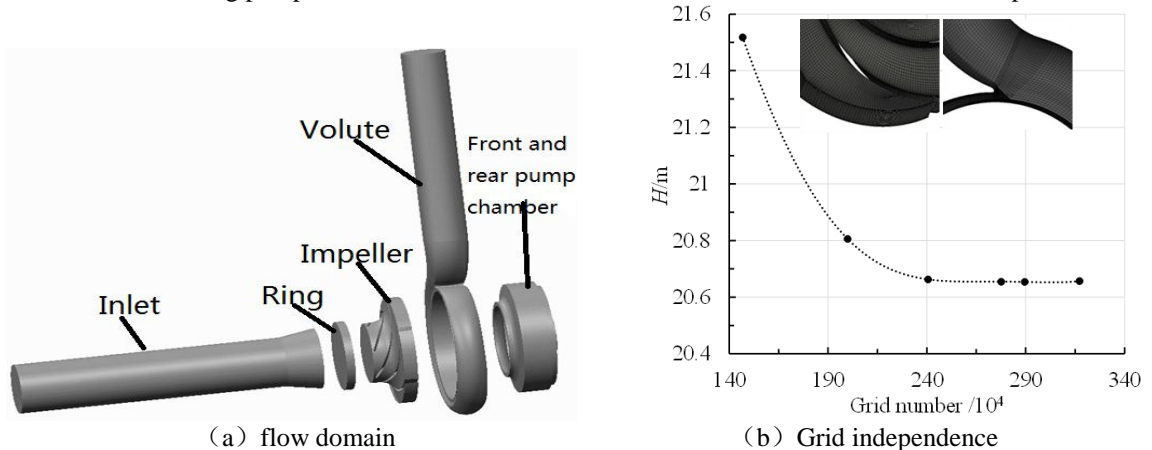 21.6
21.4
21.2
21
20.8
20.6
20.4
H/m
140
190
240
290
340
Grid number /10⁴
Volute
Front and
rear pump
chamber
Impeller
Ring
Inlet
（a）flow domain
（b）Grid independence